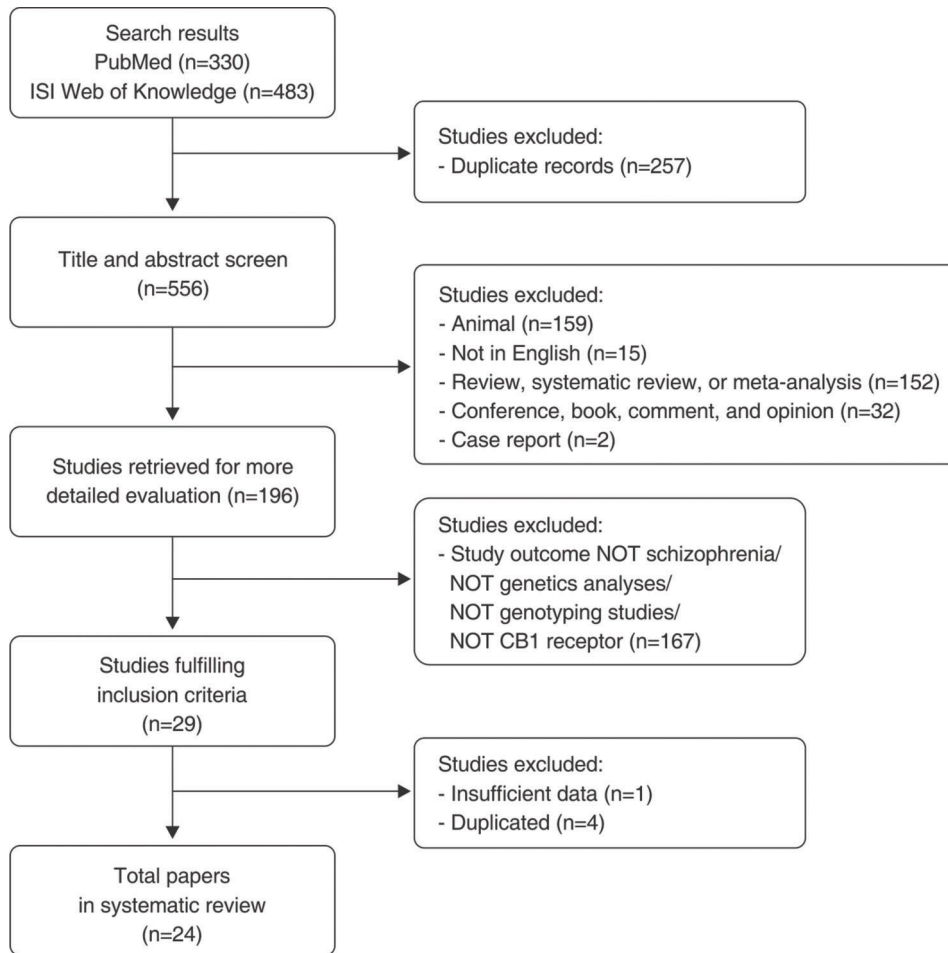 Search results
PubMed (n=330)
ISI Web of Knowledge (n=483)
Studies excluded:
- Duplicate records (n=257)
Title and abstract screen
(n=556)
Studies excluded:
- Animal (n=159)
- Not in English (n=15)
- Review, systematic review, or meta-analysis (n=152)
- Conference, book, comment, and opinion (n=32)
- Case report (n=2)
Studies retrieved for more
detailed evaluation (n=196)
Studies excluded:
- Study outcome NOT schizophrenia/
NOT genetics analyses/
NOT genotyping studies/
NOT CB1 receptor (n=167)
Studies fulfilling
inclusion criteria
(n=29)
Studies excluded:
- Insufficient data (n=1)
- Duplicated (n=4)
Total papers
in systematic review
(n=24)